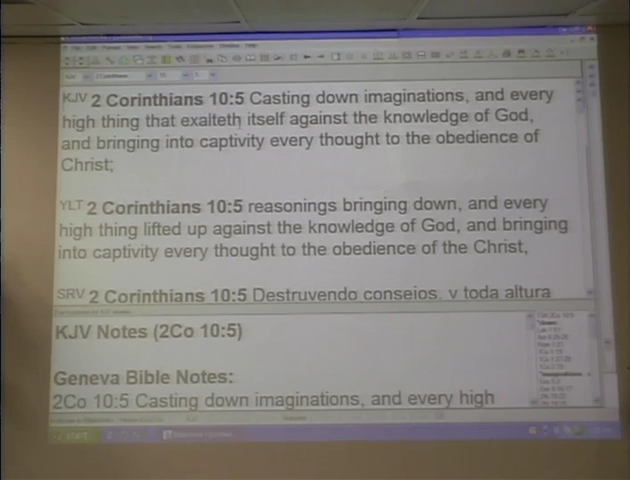 KJV 2 Corinthians 10:5 Casting down imaginations, and every
high thing that exalteth itself against the knowledge of God,
and bringing into captivity every thought to the obedience of
Christ;
YLT 2 Corinthians 10:5 reasonings bringing down, and every
high thing lifted up against the knowledge of God, and bringing
into captivity every thought to the obedience of the Christ,
SRV 2 Corinthians 10:5 Destruyendo consejos, y toda altura
KJV Notes (2Co 10:5)
Geneva Bible Notes:
2Co 10:5 Casting down imaginations, and every high
start